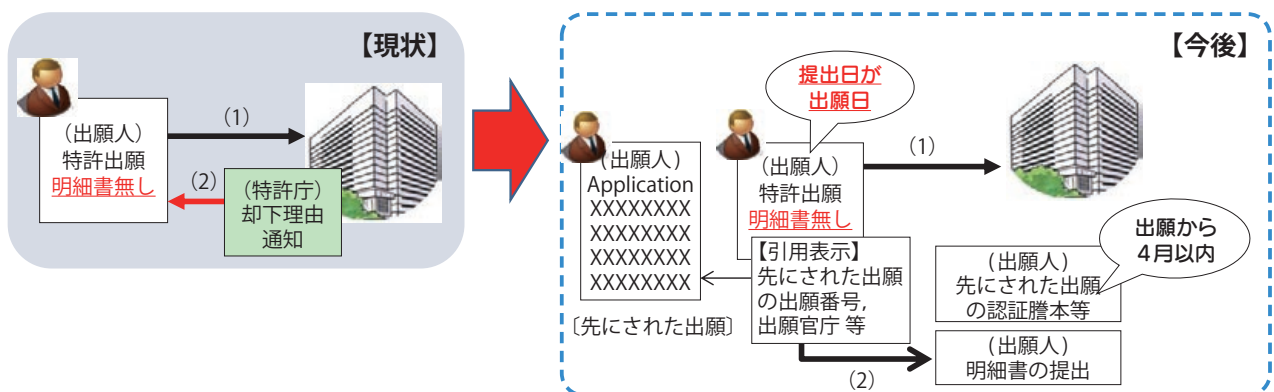 【現状】
(出願人)
特許出願
明細書無し
(1)
(2)
(特許庁)
却下理由
通知
【今後】
提出日が
出願日
(出願人)
Application
XXXXXXXX
XXXXXXXX
XXXXXXXX
XXXXXXXX
〔先にされた出願〕
(出願人)
特許出願
明細書無し
(1)
【引用表示】
先にされた出願
の出願番号,
出願官庁 等
出願から
4月以内
(出願人)
先にされた出願
の認証謄本等
(出願人)
明細書の提出
(2)